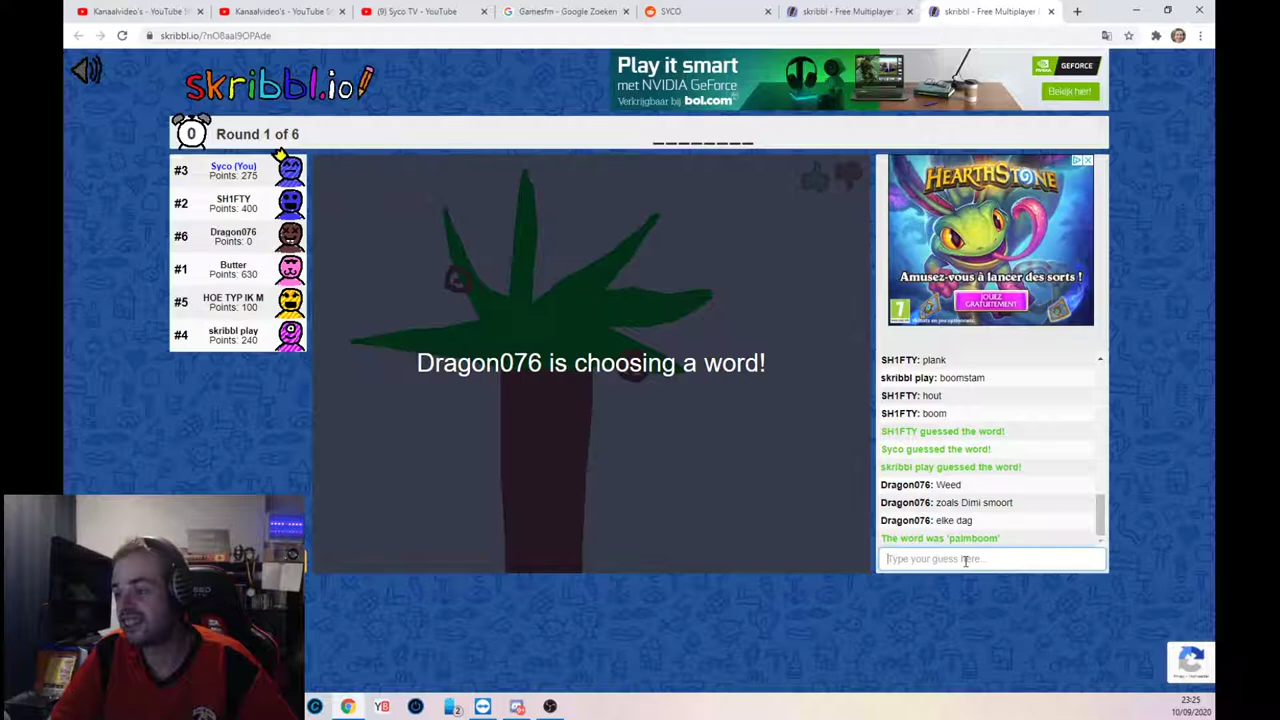 Kanaalvideo's - YouTube S
Kanaalvideo's - YouTube St
(9) Syco TV - YouTube
Gamesfm - Google Zoeken
SYCO
skribbl - Free Multiplayer
skribbl - Free Multiplayer
skribbl.io/?nO8aaI9OPAde
skribbl.io
Play it smart
met NVIDIA GeForce
Verkrijgbaar bij bol.com
NVIDIA
GEFORCE
Bekijk hier!
0
Round 1 of 6
________
#3
Syco (You)
Points: 275
#2
SH1FTY
Points: 400
#6
Dragon076
Points: 0
#1
Butter
Points: 630
#5
HOE TYP IK M
Points: 100
#4
skribbl play
Points: 240
Dragon076 is choosing a word!
HEARTHSTONE
Amusez-vous à lancer des sorts !
JOUEZ
GRATUITEMENT
7
SH1FTY: plank
skribbl play: boomstam
SH1FTY: hout
SH1FTY: boom
SH1FTY guessed the word!
Syco guessed the word!
skribbl play guessed the word!
Dragon076: Weed
Dragon076: zoals Dimi smoort
Dragon076: elke dag
The word was 'palmboom'
Type your guess here...
23:25
10/09/2020